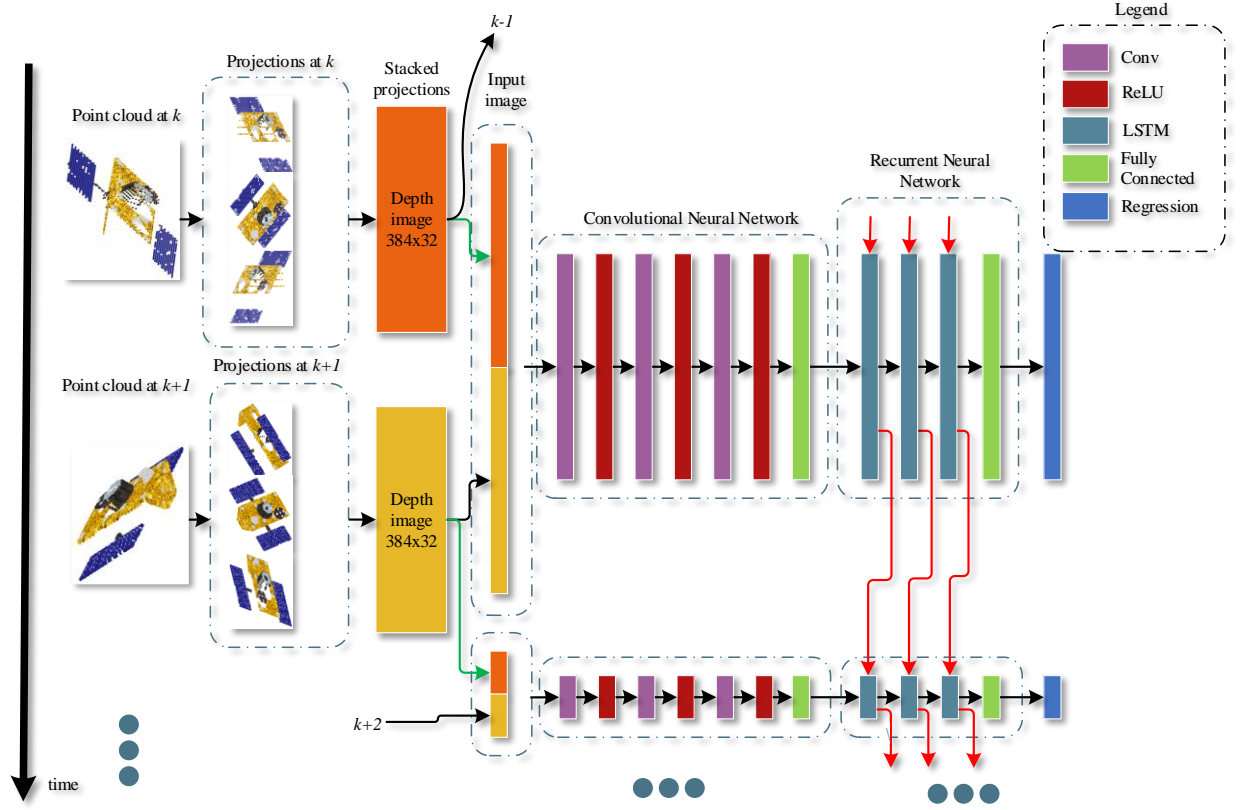 k-1
Legend
Conv
ReLU
LSTM
Fully
Connected
Regression
Projections at k
Stacked
projections
Input
image
Point cloud at k
Depth
image
384x32
Convolutional Neural Network
Recurrent Neural
Network
Point cloud at k+1
Projections at k+1
Depth
image
384x32
k+2
time